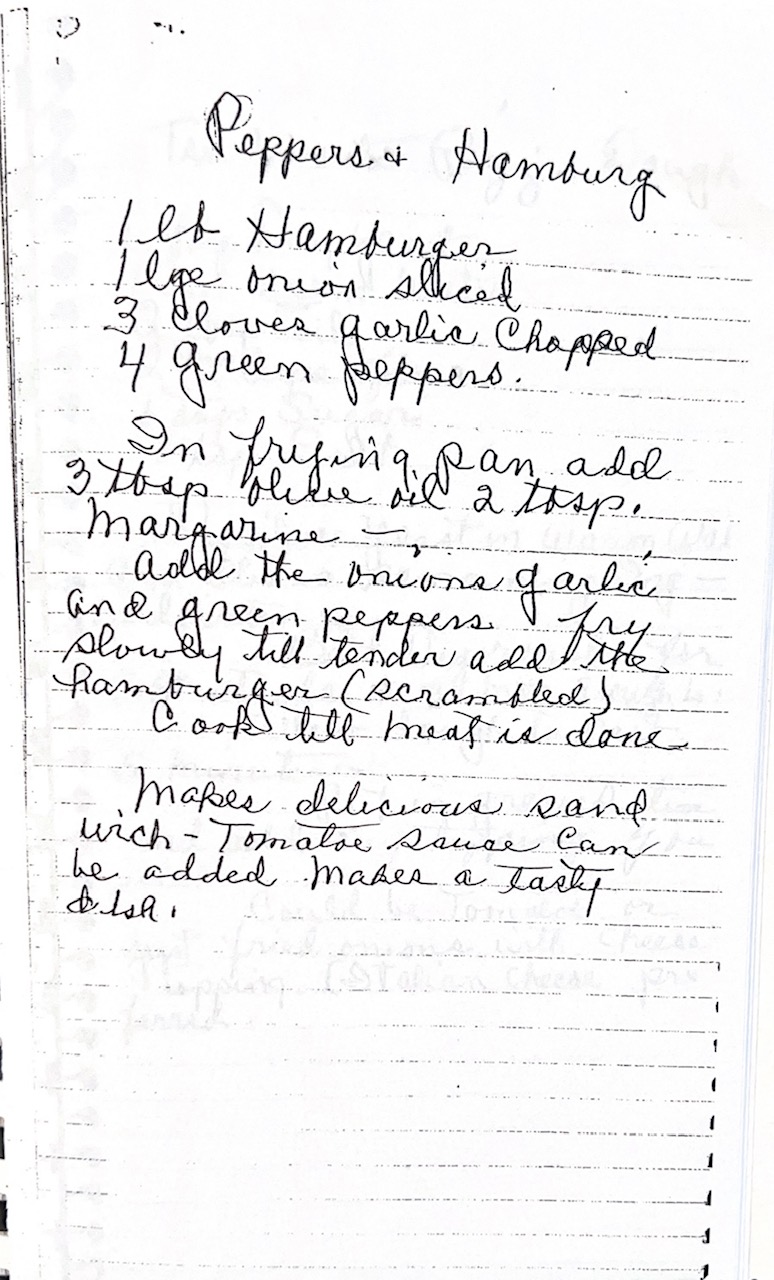 Peppers & Hamburg
1 lb Hamburger
1 lge onion sliced
3 cloves garlic Chopped
4 green peppers.
In frying pan add
3 tbsp olive oil 2 tbsp.
Margarine –
add the onions garlic
and green peppers fry
slowly till tender add the
hamburger (scrambled)
Cook till meat is done
Makes delicious sand
wich - Tomatoe sauce Can
be added Makes a tasty
dish.